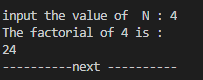 input the value of  N : 4
The factorial of 4 is :
24
----------next ----------